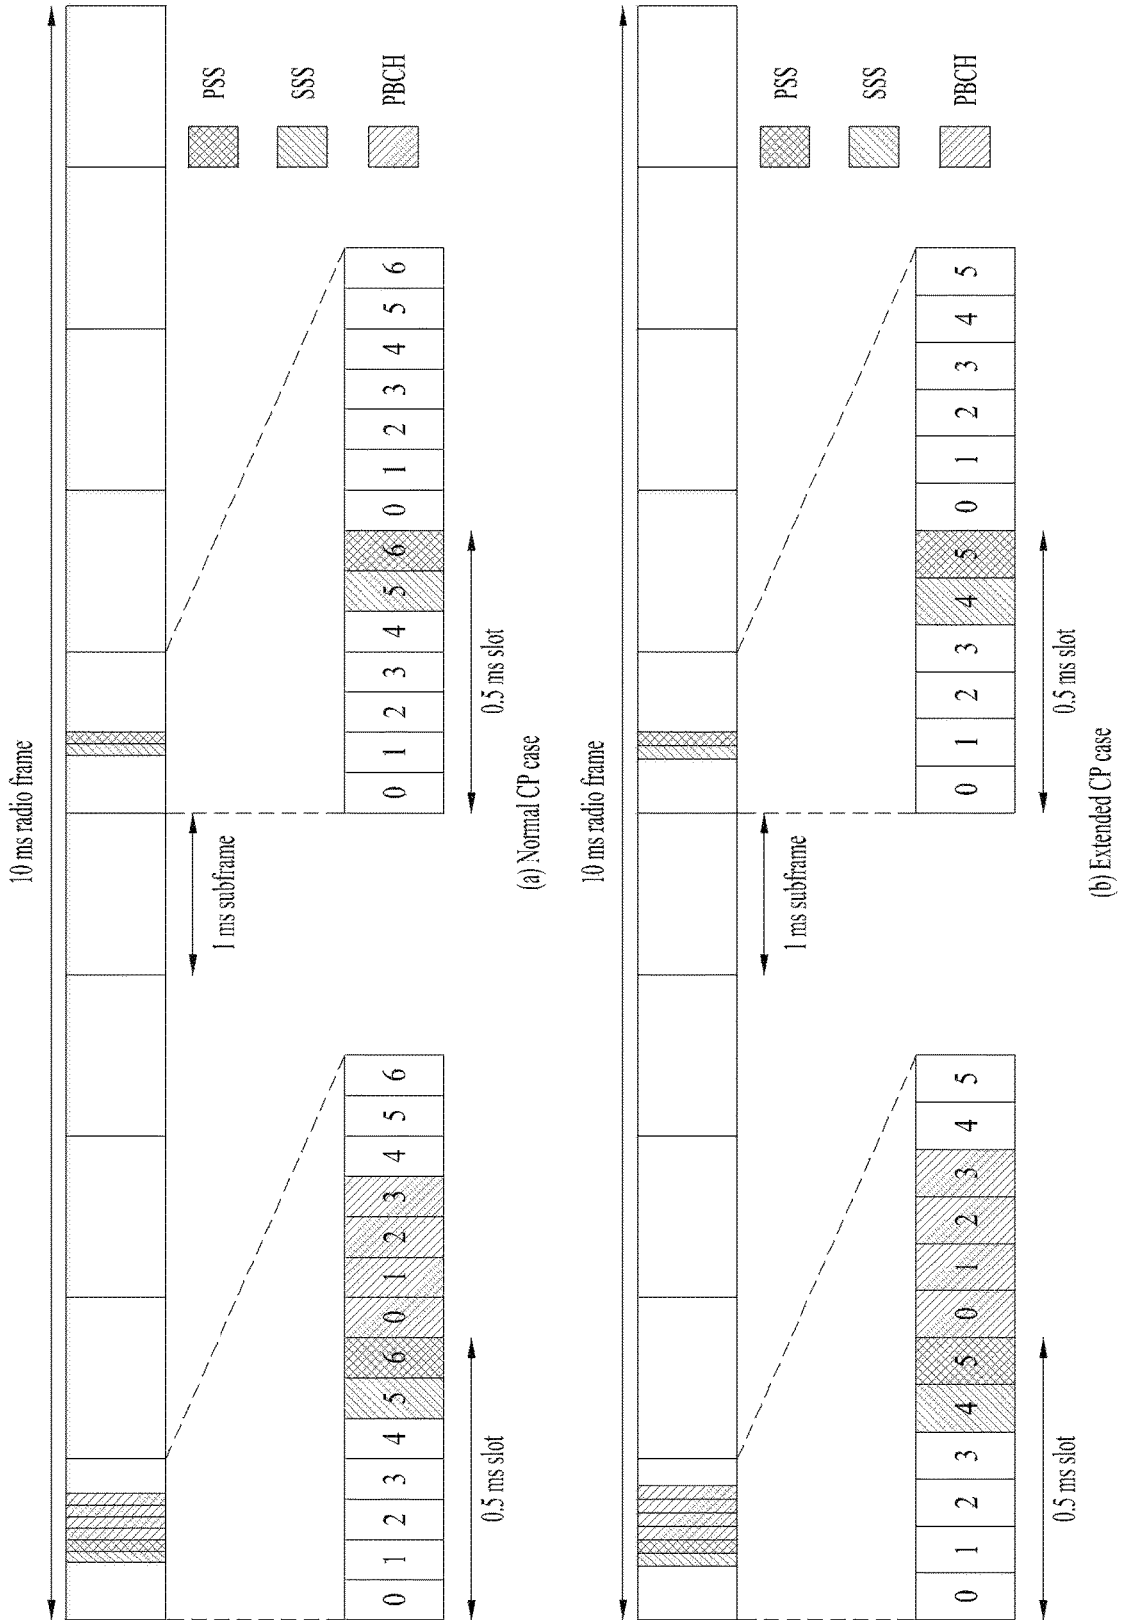 10 ms radio frame
1 ms subframe
PSS
SSS
PBCH
0 1 2 3 4 5 6 0 1 2 3 4 5 6
0 1 2 3 4 5 6 0 1 2 3 4 5 6
0.5 ms slot
0.5 ms slot
(a) Normal CP case
10 ms radio frame
1 ms subframe
PSS
SSS
PBCH
0 1 2 3 4 5 0 1 2 3 4 5
0 1 2 3 4 5 0 1 2 3 4 5
0.5 ms slot
0.5 ms slot
(b) Extended CP case